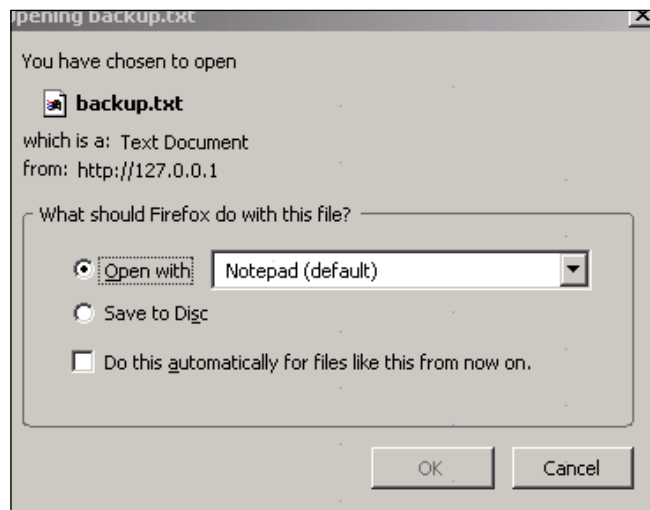 Opening backup.txt
You have chosen to open
backup.txt
which is a: Text Document
from: http://127.0.0.1
What should Firefox do with this file?
Open with
Notepad (default)
Save to Disc
Do this automatically for files like this from now on.
OK
Cancel